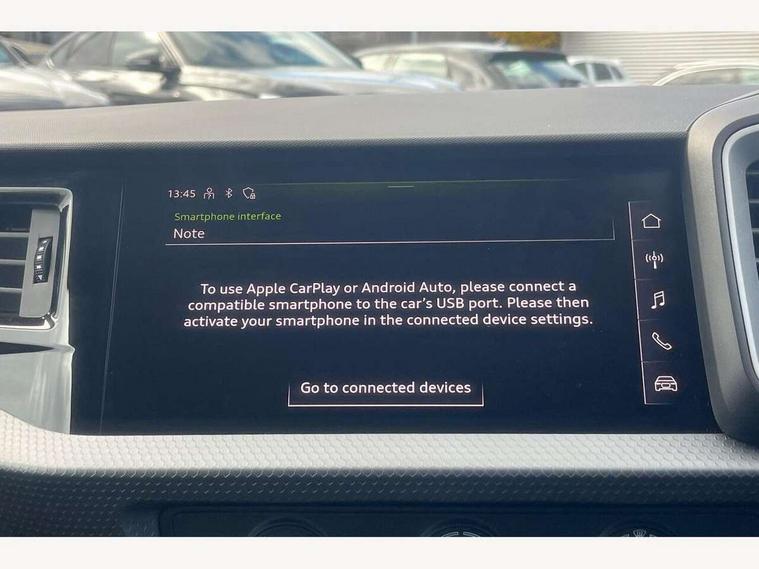 13:45
Smartphone interface
Note
To use Apple CarPlay or Android Auto, please connect a
compatible smartphone to the car's USB port. Please then
activate your smartphone in the connected device settings.
Go to connected devices